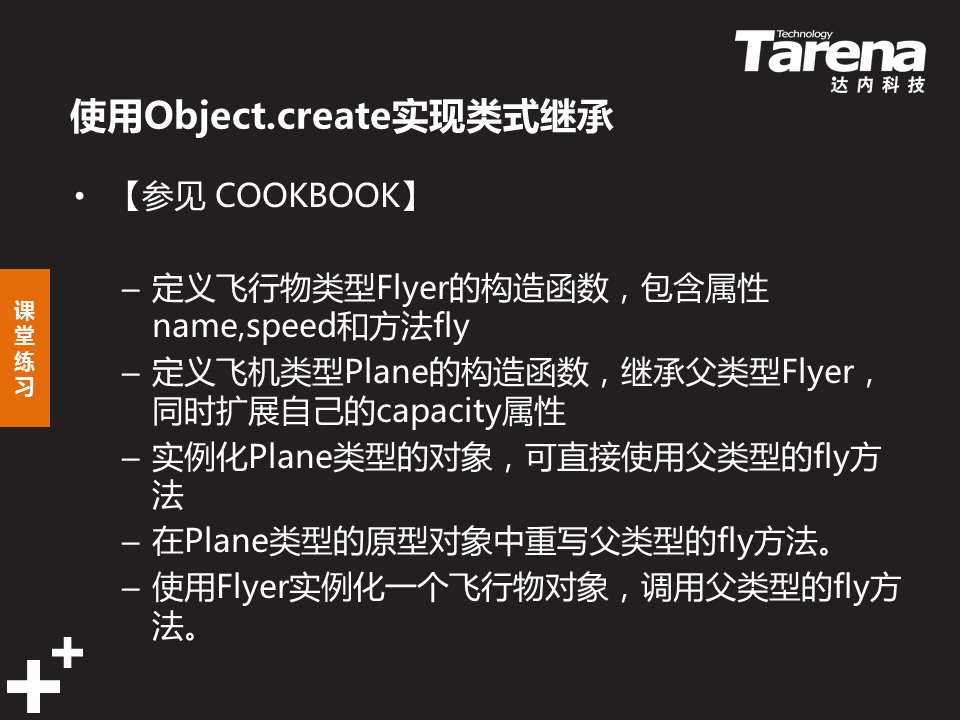 Technology
Tarena
达内科技
使用Object.create实现类式继承
• 【参见 COOKBOOK】
课
堂
练
习
– 定义飞行物类型Flyer的构造函数，包含属性
name,speed和方法fly
– 定义飞机类型Plane的构造函数，继承父类型Flyer，
同时扩展自己的capacity属性
– 实例化Plane类型的对象，可直接使用父类型的fly方
法
– 在Plane类型的原型对象中重写父类型的fly方法。
– 使用Flyer实例化一个飞行物对象，调用父类型的fly方
法。